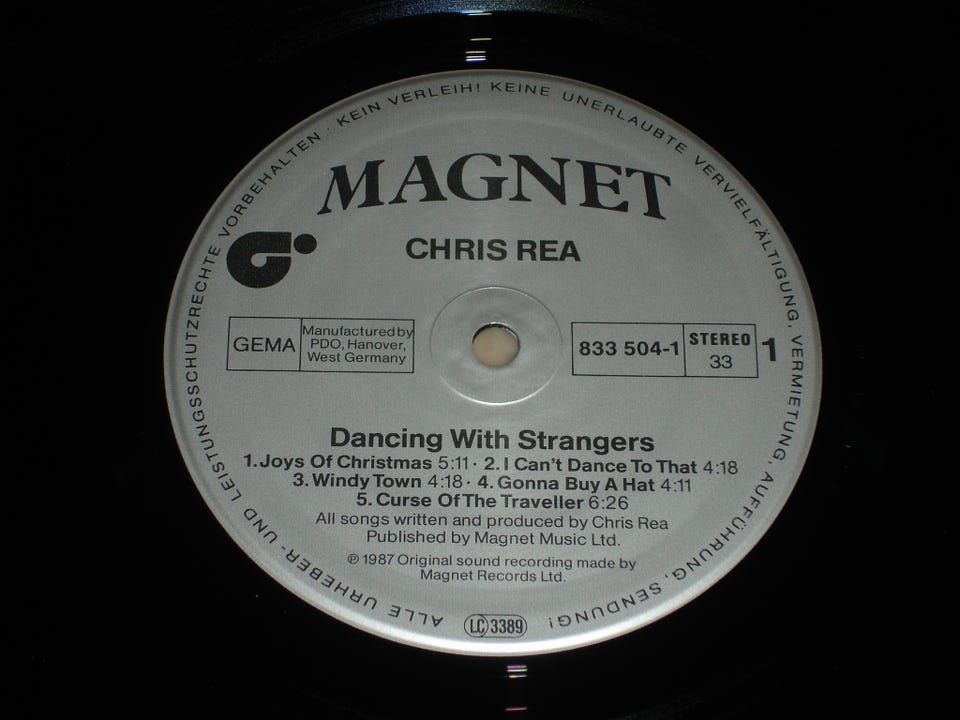 ALLE URHEBER- UND LEISTUNGSSCHUTZRECHTE VORBEHALTEN · KEIN VERLEIH! KEINE UNERLAUBTE VERVIELFÄLTIGUNG, VERMIETUNG, AUFFÜHRUNG, SENDUNG!
MAGNET
CHRIS REA
GEMA
Manufactured by
PDO, Hanover,
West Germany
833 504-1
STEREO
33
1
Dancing With Strangers
1. Joys Of Christmas 5:11 · 2. I Can't Dance To That 4:18
3. Windy Town 4:18 · 4. Gonna Buy A Hat 4:11
5. Curse Of The Traveller 6:26
All songs written and produced by Chris Rea
Published by Magnet Music Ltd.
℗ 1987 Original sound recording made by
Magnet Records Ltd.
LC 3389